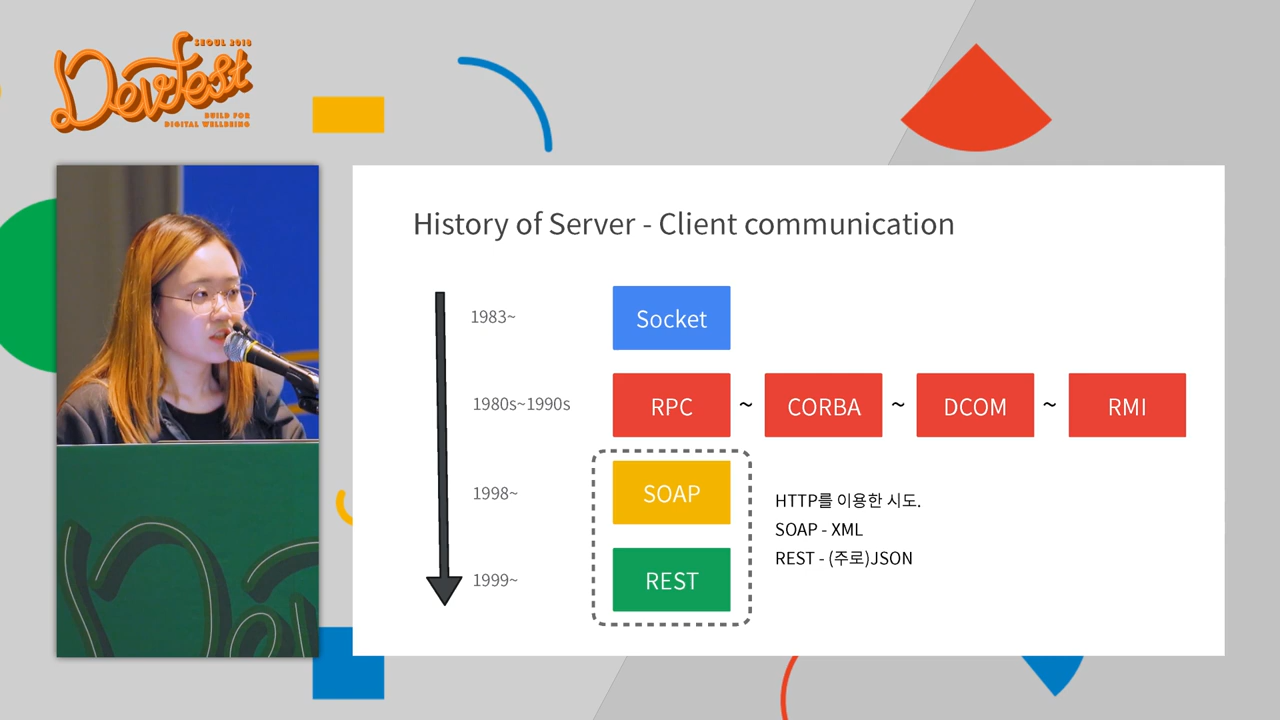 SEOUL 2018
DevFest
BUILD FOR
DIGITAL WELLBEING
History of Server - Client communication
1983~
Socket
1980s~1990s
RPC ~ CORBA ~ DCOM ~ RMI
1998~
SOAP
HTTP를 이용한 시도.
SOAP - XML
REST - (주로)JSON
1999~
REST
Dev